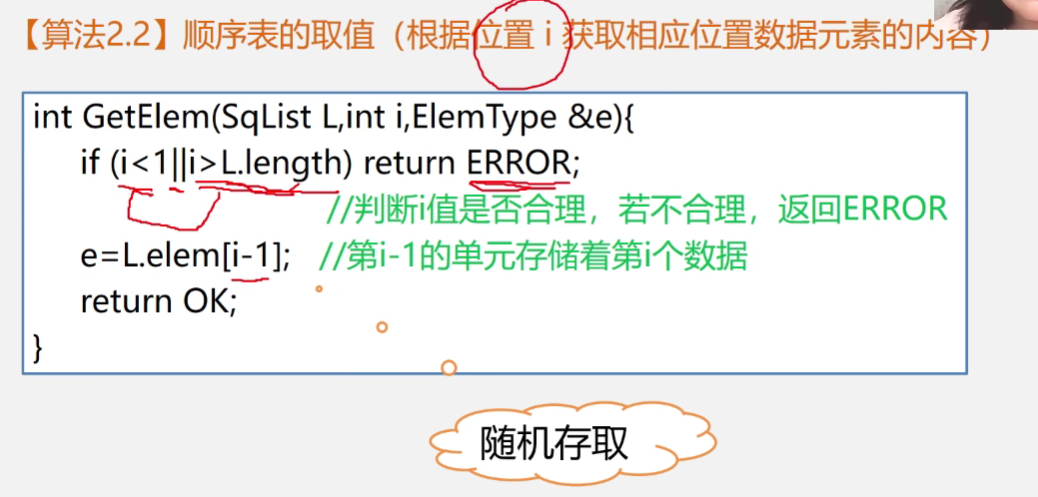 【算法2.2】顺序表的取值（根据位置 i 获取相应位置数据元素的内容）
int GetElem(SqList L,int i,ElemType &e){
if (i<1||i>L.length) return ERROR;
//判断i值是否合理，若不合理，返回ERROR
e=L.elem[i-1]; //第i-1的单元存储着第i个数据
return OK;
}
随机存取